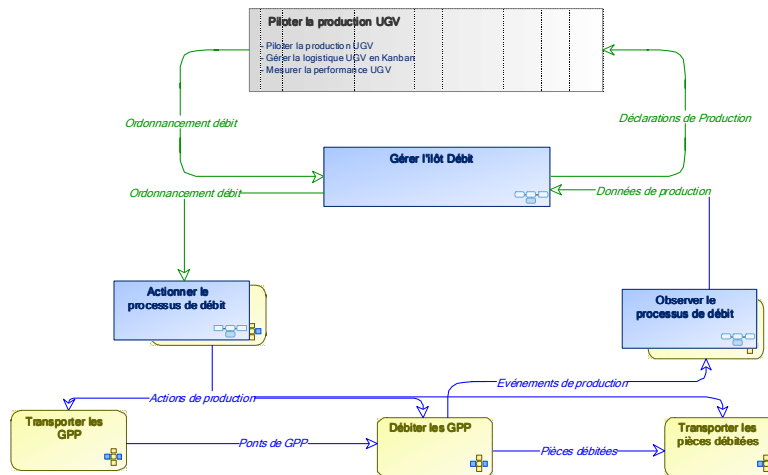 Piloter la production UGV
- Piloter la production UGV
- Gérer la logistique UGV en Kanban
- Mesurer la performance UGV
Ordonnancement débit
Déclarations de Production
Gérer l'îlôt Débit
Ordonnancement débit
Données de production
Actionner le
processus de débit
Observer le
processus de débit
Evénements de production
Actions de production
Transporter les
GPP
Débiter les GPP
Transporter les
pièces débitées
Ponts de GPP
Pièces débitées